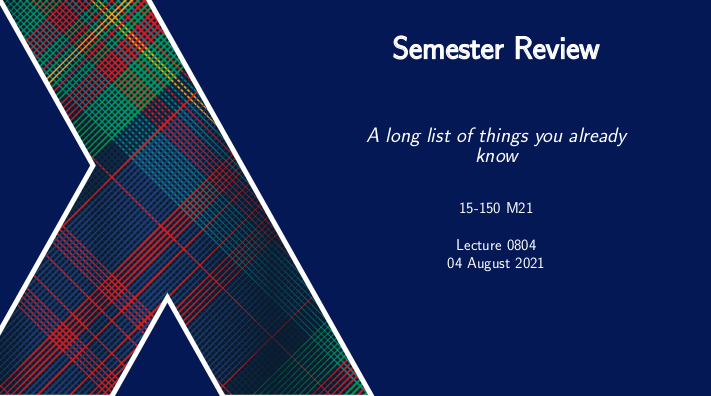 Semester Review
A long list of things you already
know
15-150 M21
Lecture 0804
04 August 2021